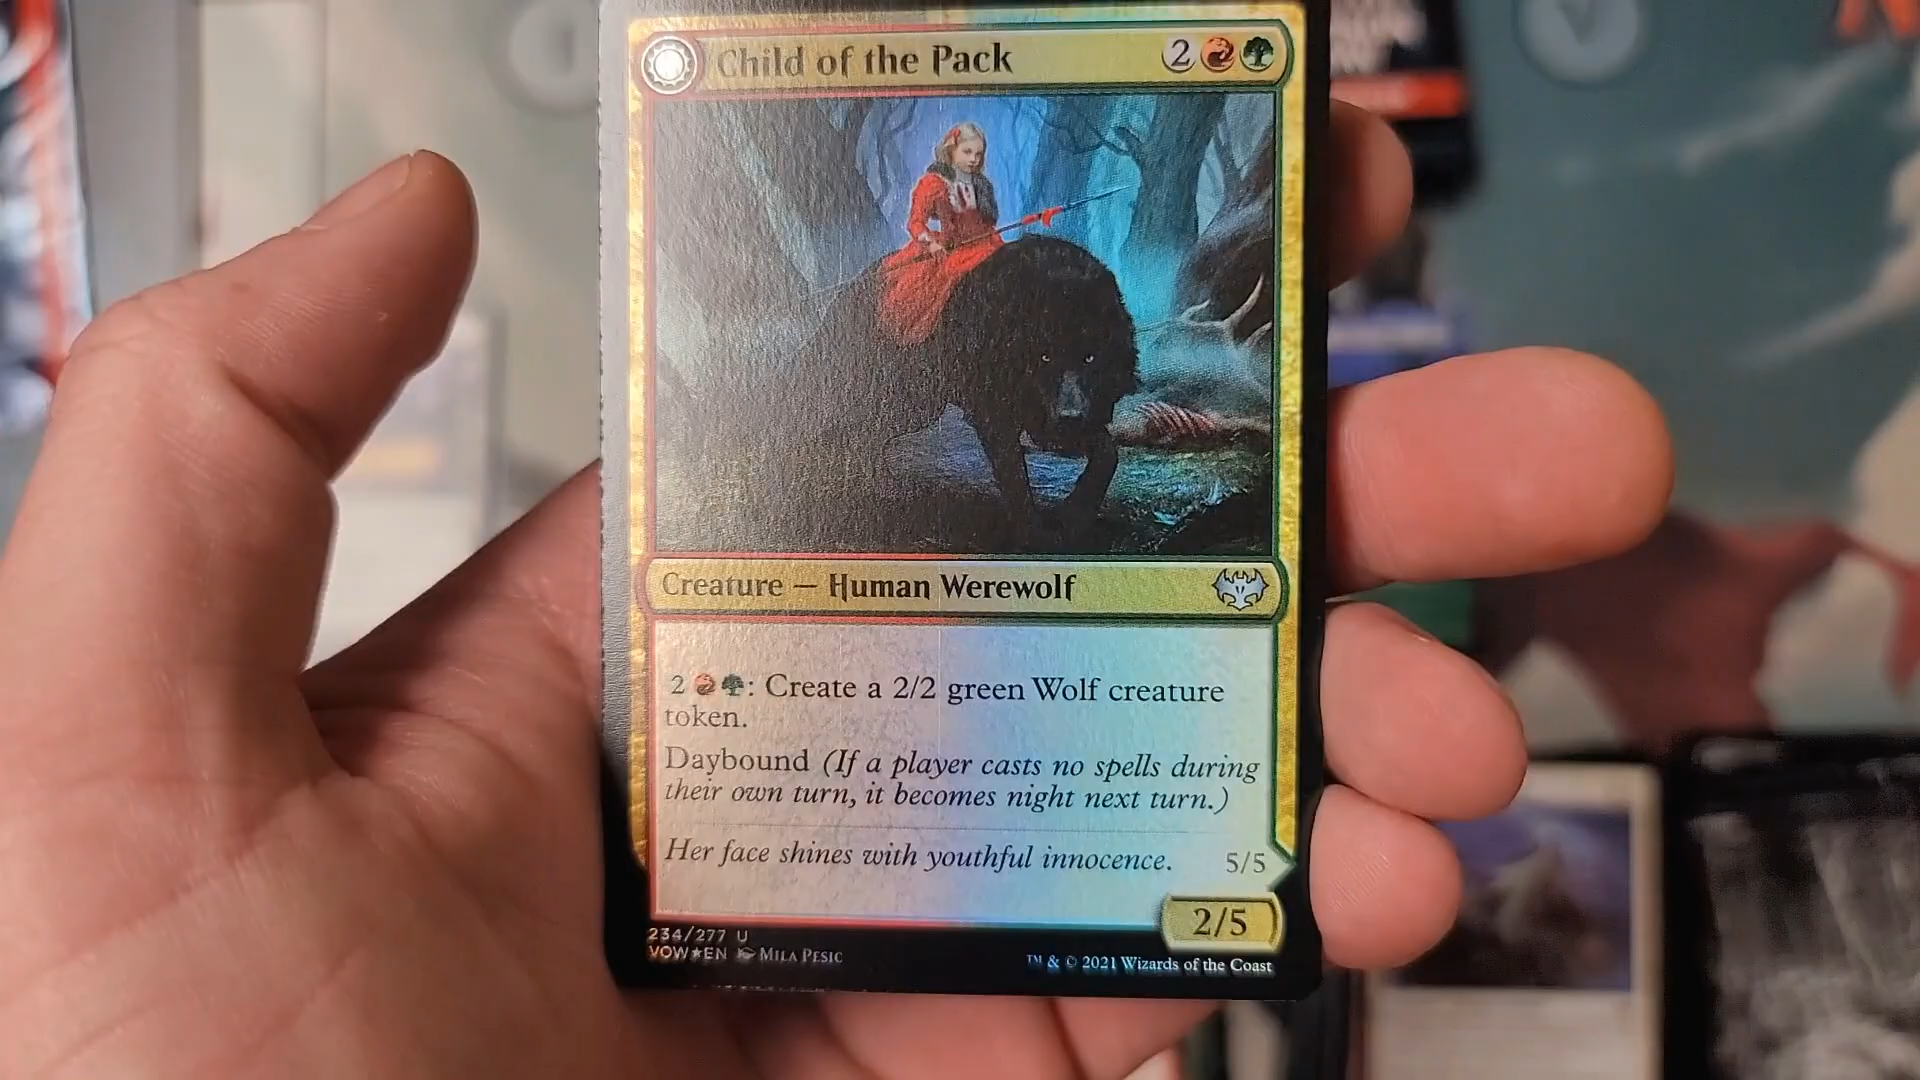 Child of the Pack 2
Creature — Human Werewolf
2 : Create a 2/2 green Wolf creature
token.
Daybound (If a player casts no spells during
their own turn, it becomes night next turn.)
Her face shines with youthful innocence. 5/5
2/5
234/277 U
VOW★EN MILA PESIC
™ & © 2021 Wizards of the Coast